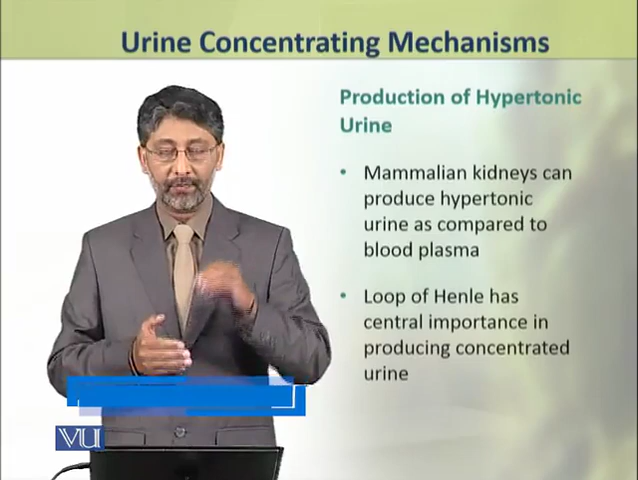 Urine Concentrating Mechanisms
Production of Hypertonic
Urine
• Mammalian kidneys can
produce hypertonic
urine as compared to
blood plasma
• Loop of Henle has
central importance in
producing concentrated
urine
VU